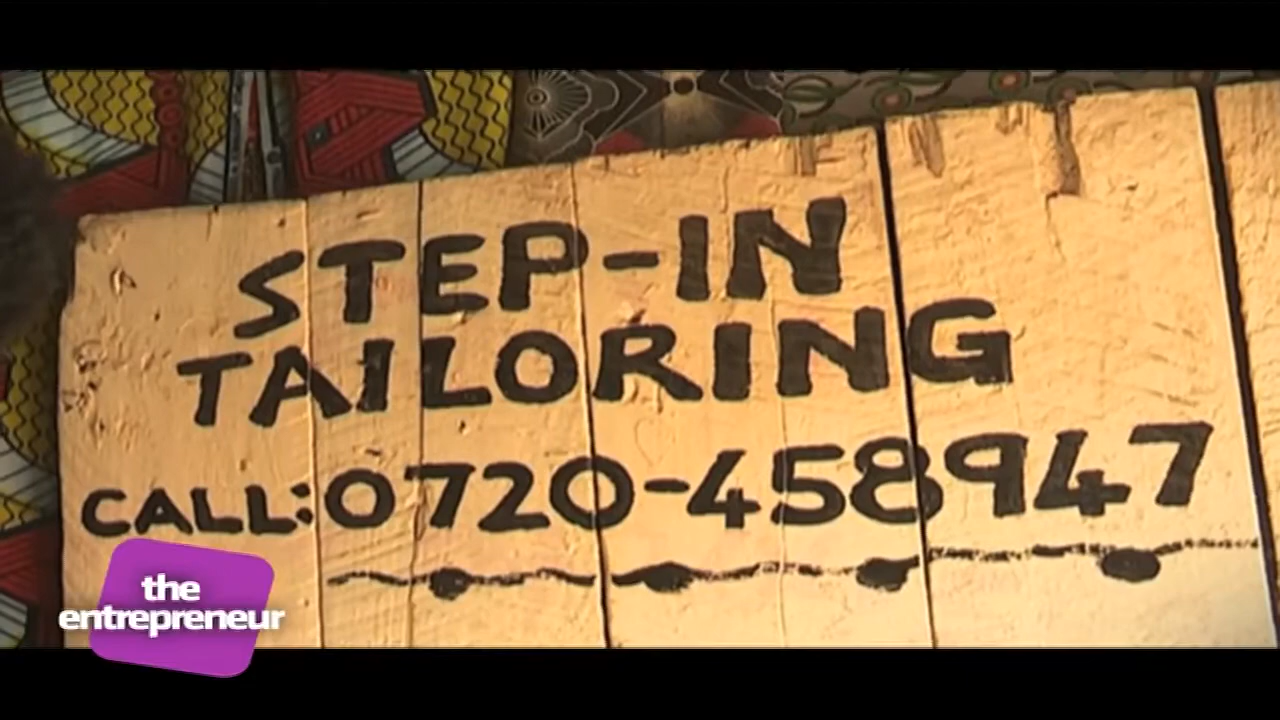 STEP-IN
TAILORING
CALL:0720-458947
the
entrepreneur